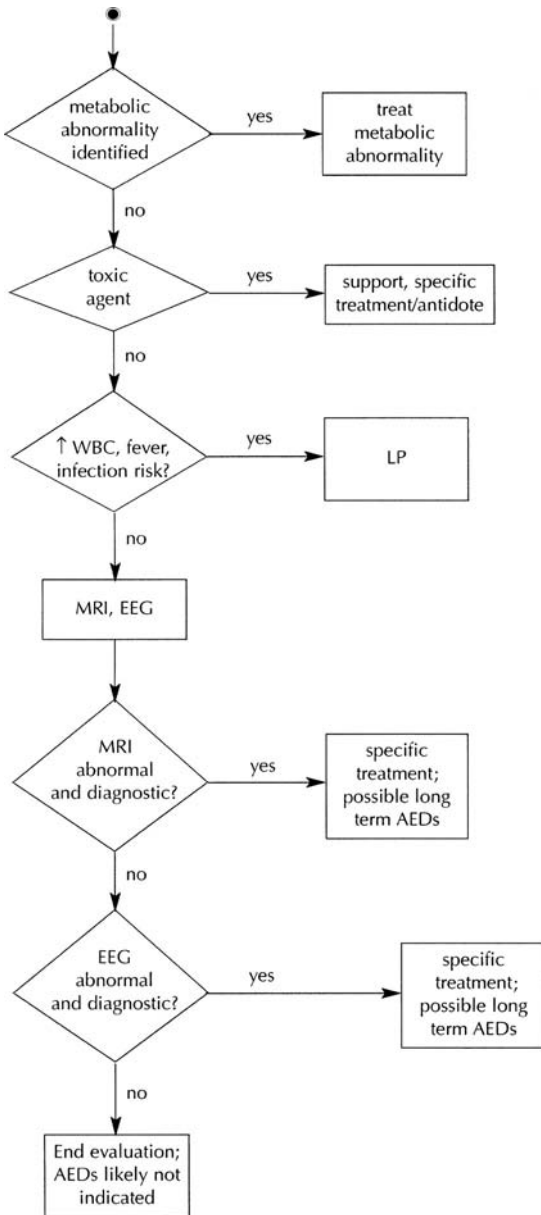 metabolic
abnormality
identified
yes
treat
metabolic
abnormality
no
toxic
agent
yes
support, specific
treatment/antidote
no
↑ WBC, fever,
infection risk?
yes
LP
no
MRI, EEG
MRI
abnormal
and diagnostic?
yes
specific
treatment;
possible long
term AEDs
no
EEG
abnormal
and diagnostic?
yes
specific
treatment;
possible long
term AEDs
no
End evaluation;
AEDs likely not
indicated